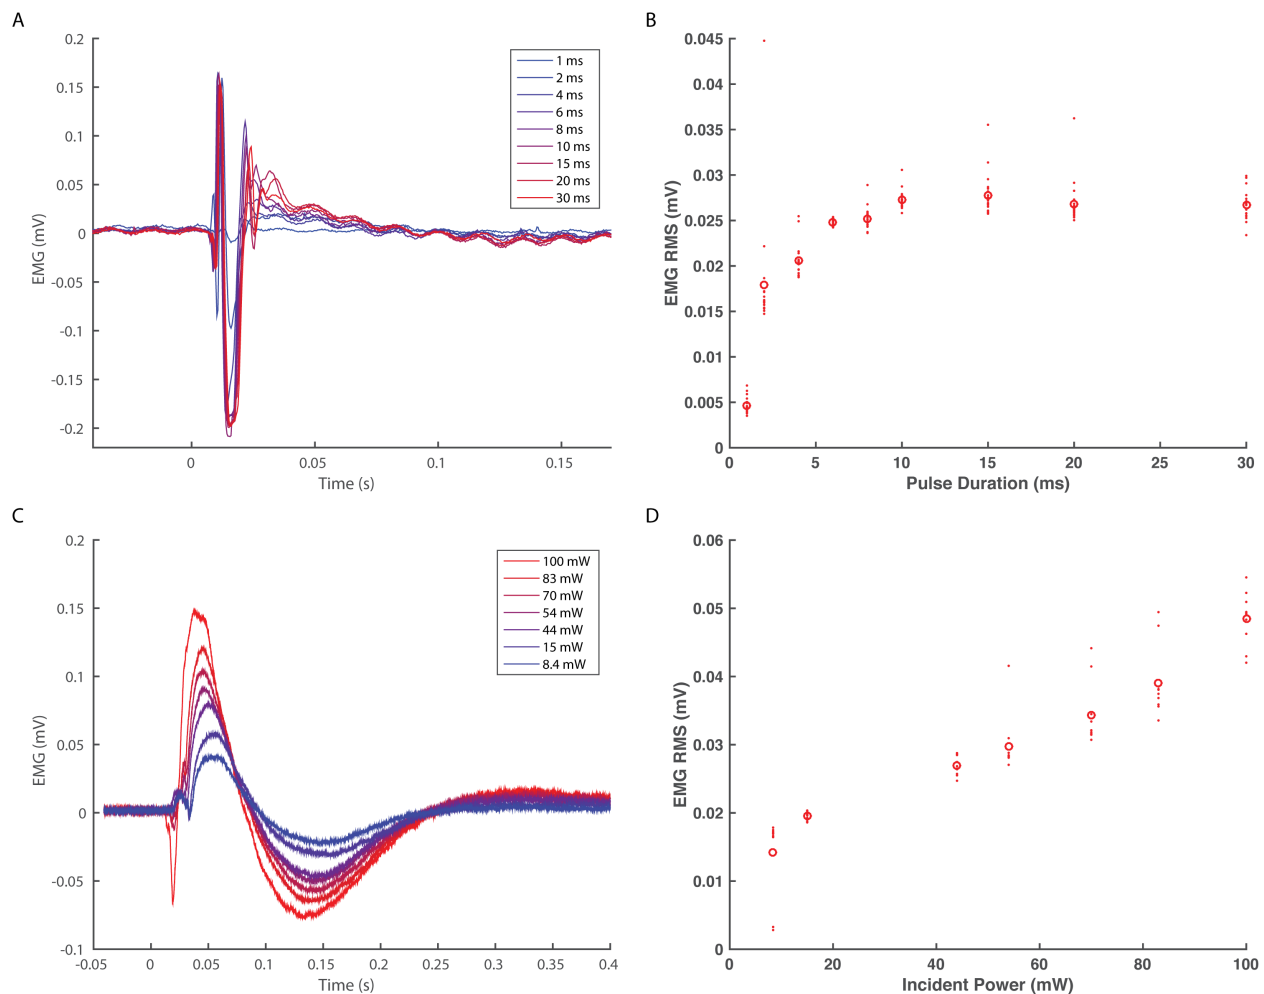 A
0.2
0.15
0.1
0.05
0
-0.05
-0.1
-0.15
-0.2
EMG (mV)
0
0.05
0.1
0.15
Time (s)
1 ms
2 ms
4 ms
6 ms
8 ms
10 ms
15 ms
20 ms
30 ms
B
0.045
0.04
0.035
0.03
0.025
0.02
0.015
0.01
0.005
0
EMG RMS (mV)
0
5
10
15
20
25
30
Pulse Duration (ms)
C
0.2
0.15
0.1
0.05
0
-0.05
-0.1
EMG (mV)
-0.05
0
0.05
0.1
0.15
0.2
0.25
0.3
0.35
0.4
Time (s)
100 mW
83 mW
70 mW
54 mW
44 mW
15 mW
8.4 mW
D
0.06
0.05
0.04
0.03
0.02
0.01
0
EMG RMS (mV)
0
20
40
60
80
100
Incident Power (mW)